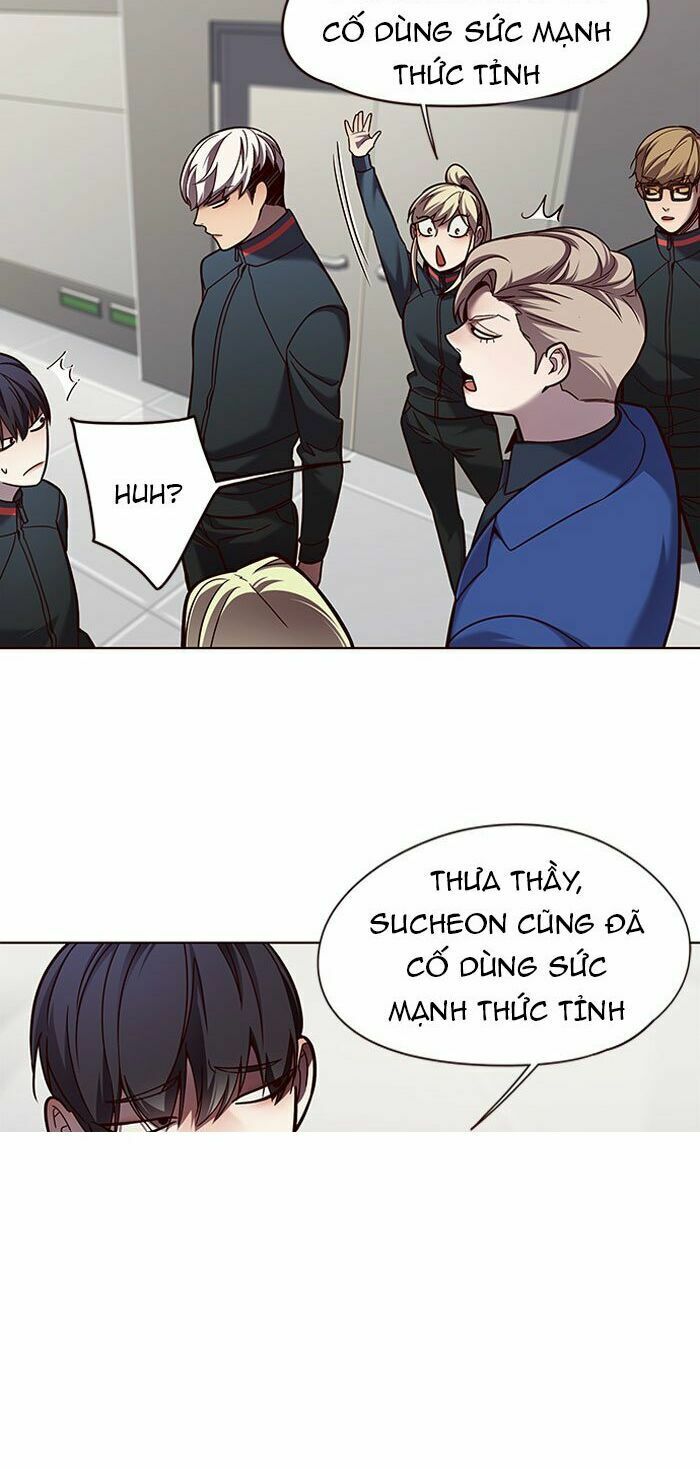 CỐ DÙNG SỨC MẠNH
THỨC TỈNH
HUH?
THƯA THẦY,
SUCHEON CŨNG ĐÃ
CỐ DÙNG SỨC
MẠNH THỨC TỈNH